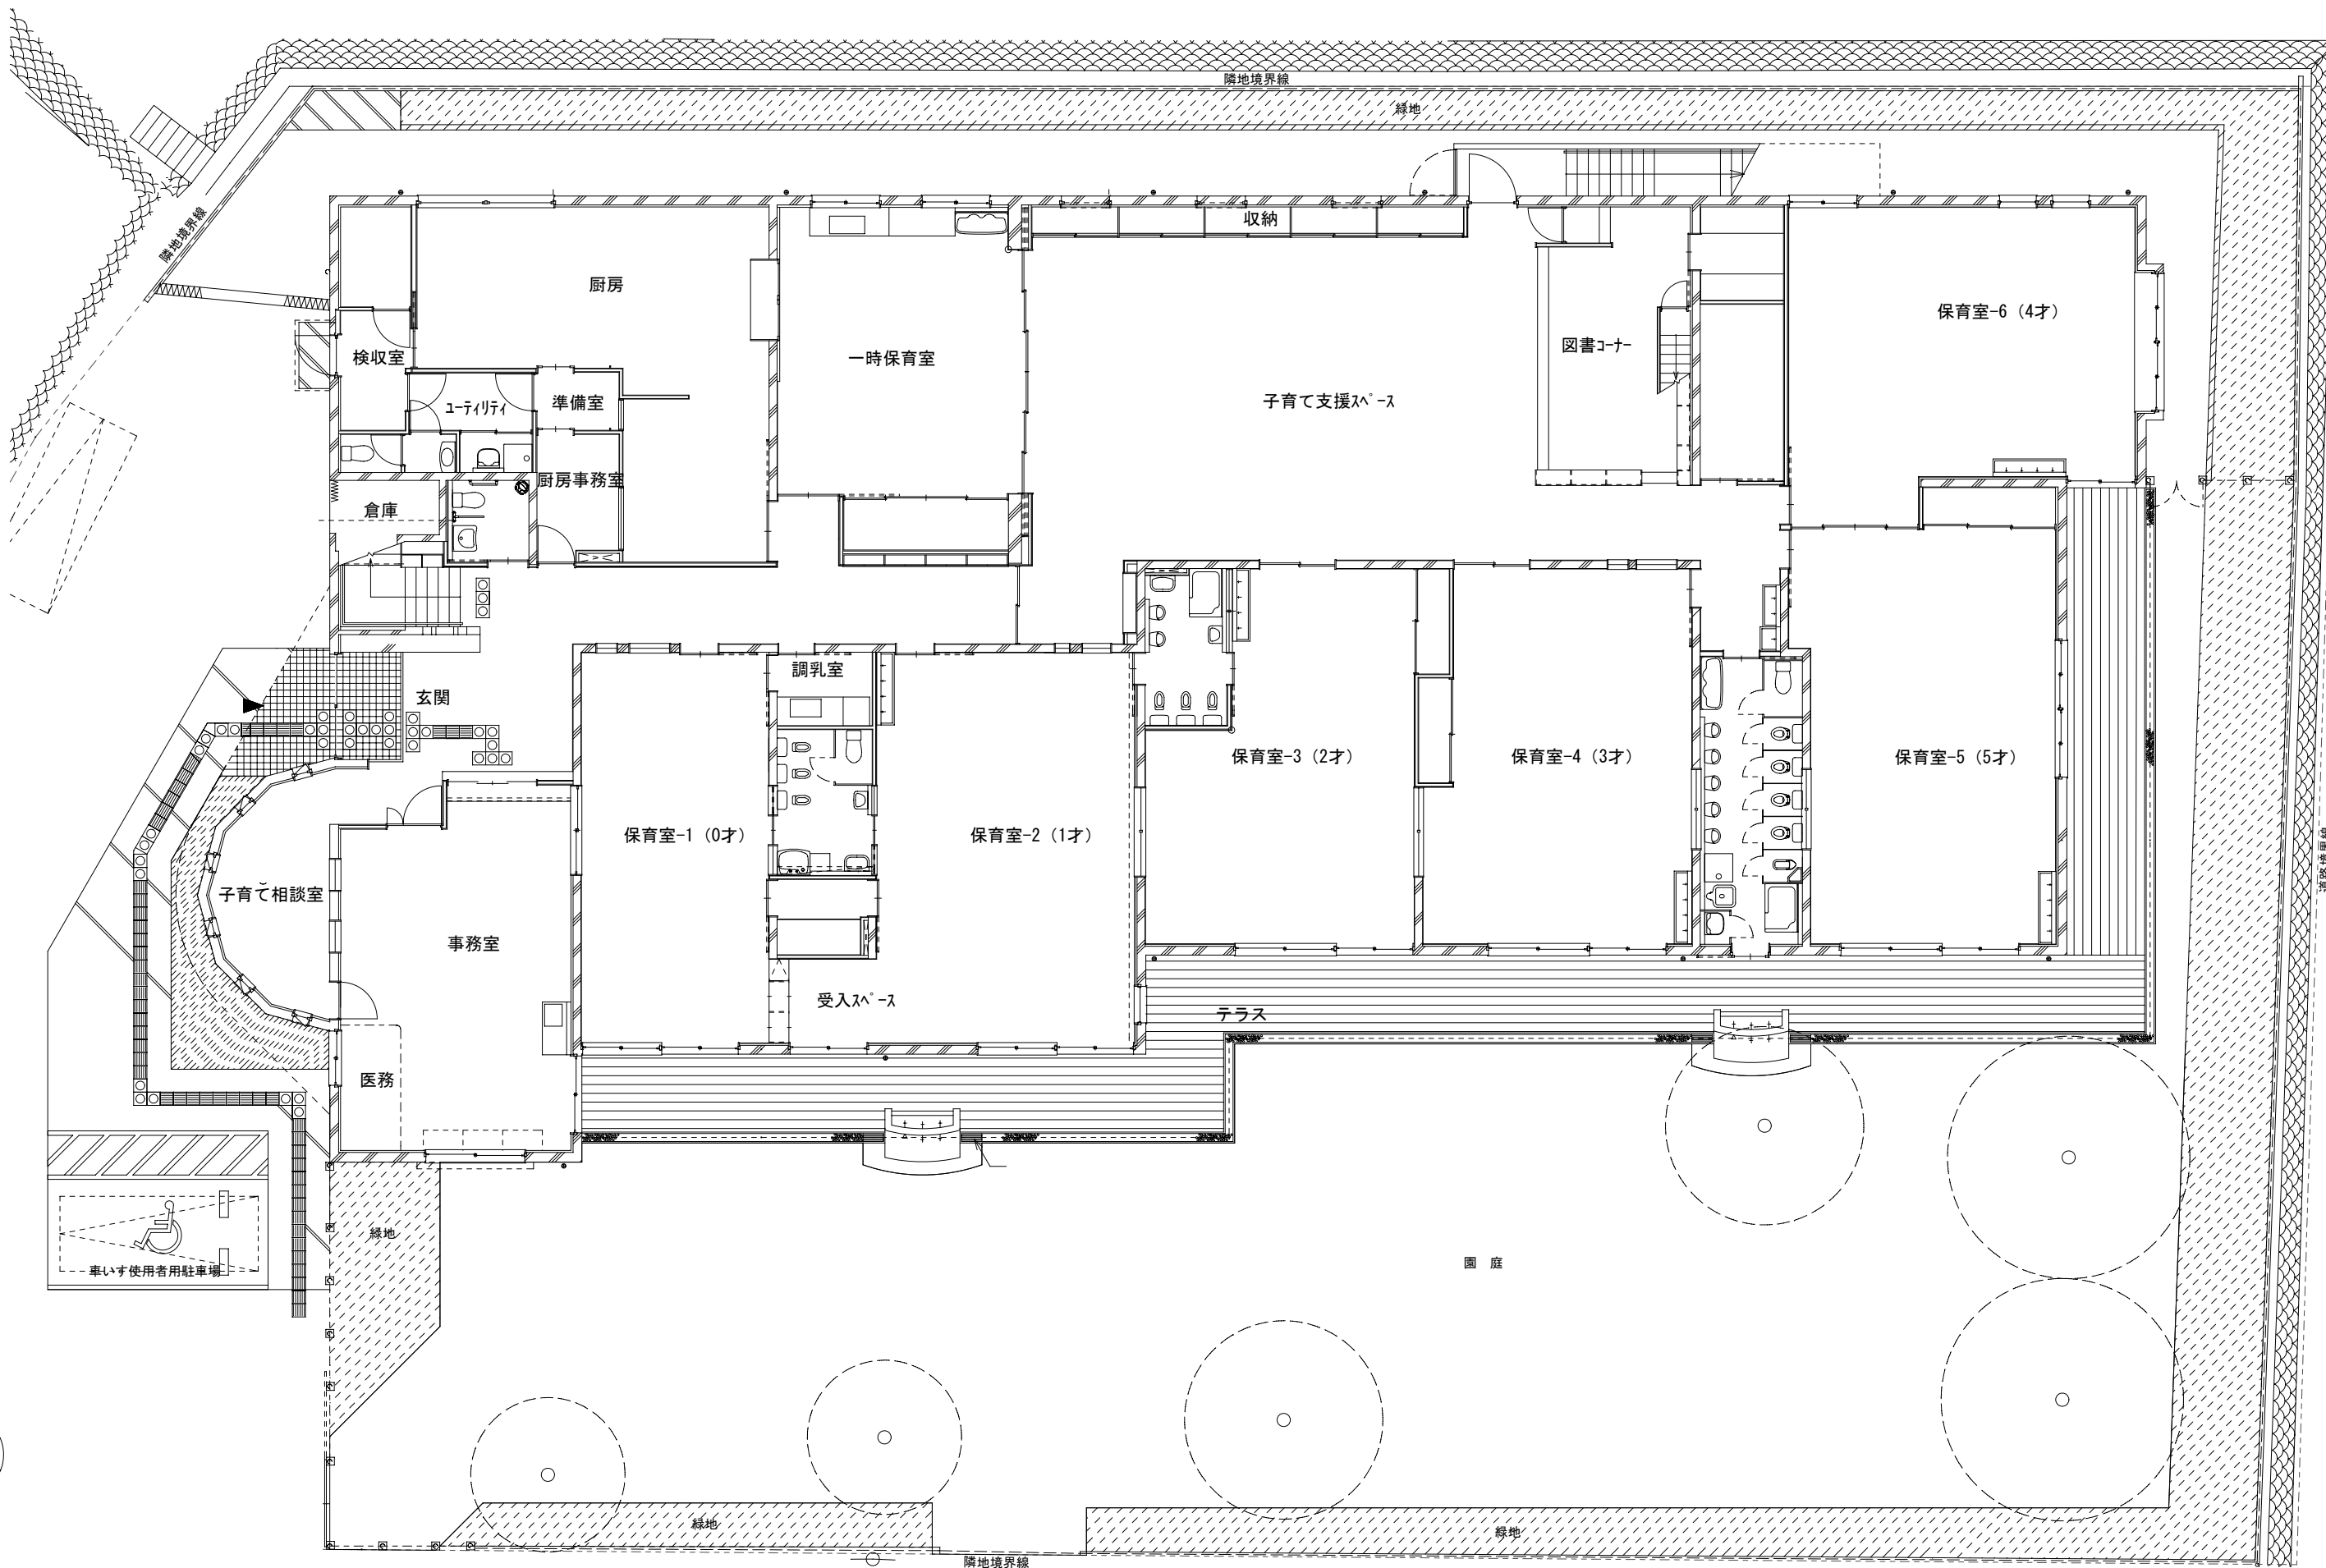 隣地境界線
緑地
隣地境界線
収納
厨房
保育室-6（4才）
検収室
一時保育室
図書ｺｰﾅｰ
子育て支援ｽﾍﾟｰｽ
ﾕｰﾃｨﾘﾃｨ
準備室
厨房事務室
倉庫
調乳室
玄関
保育室-3（2才）
保育室-4（3才）
保育室-5（5才）
保育室-1（0才）
保育室-2（1才）
道路境界線
子育て相談室
事務室
受入ｽﾍﾟｰｽ
テラス
医務
緑地
車いす使用者用駐車場
園　庭
緑地
緑地
隣地境界線